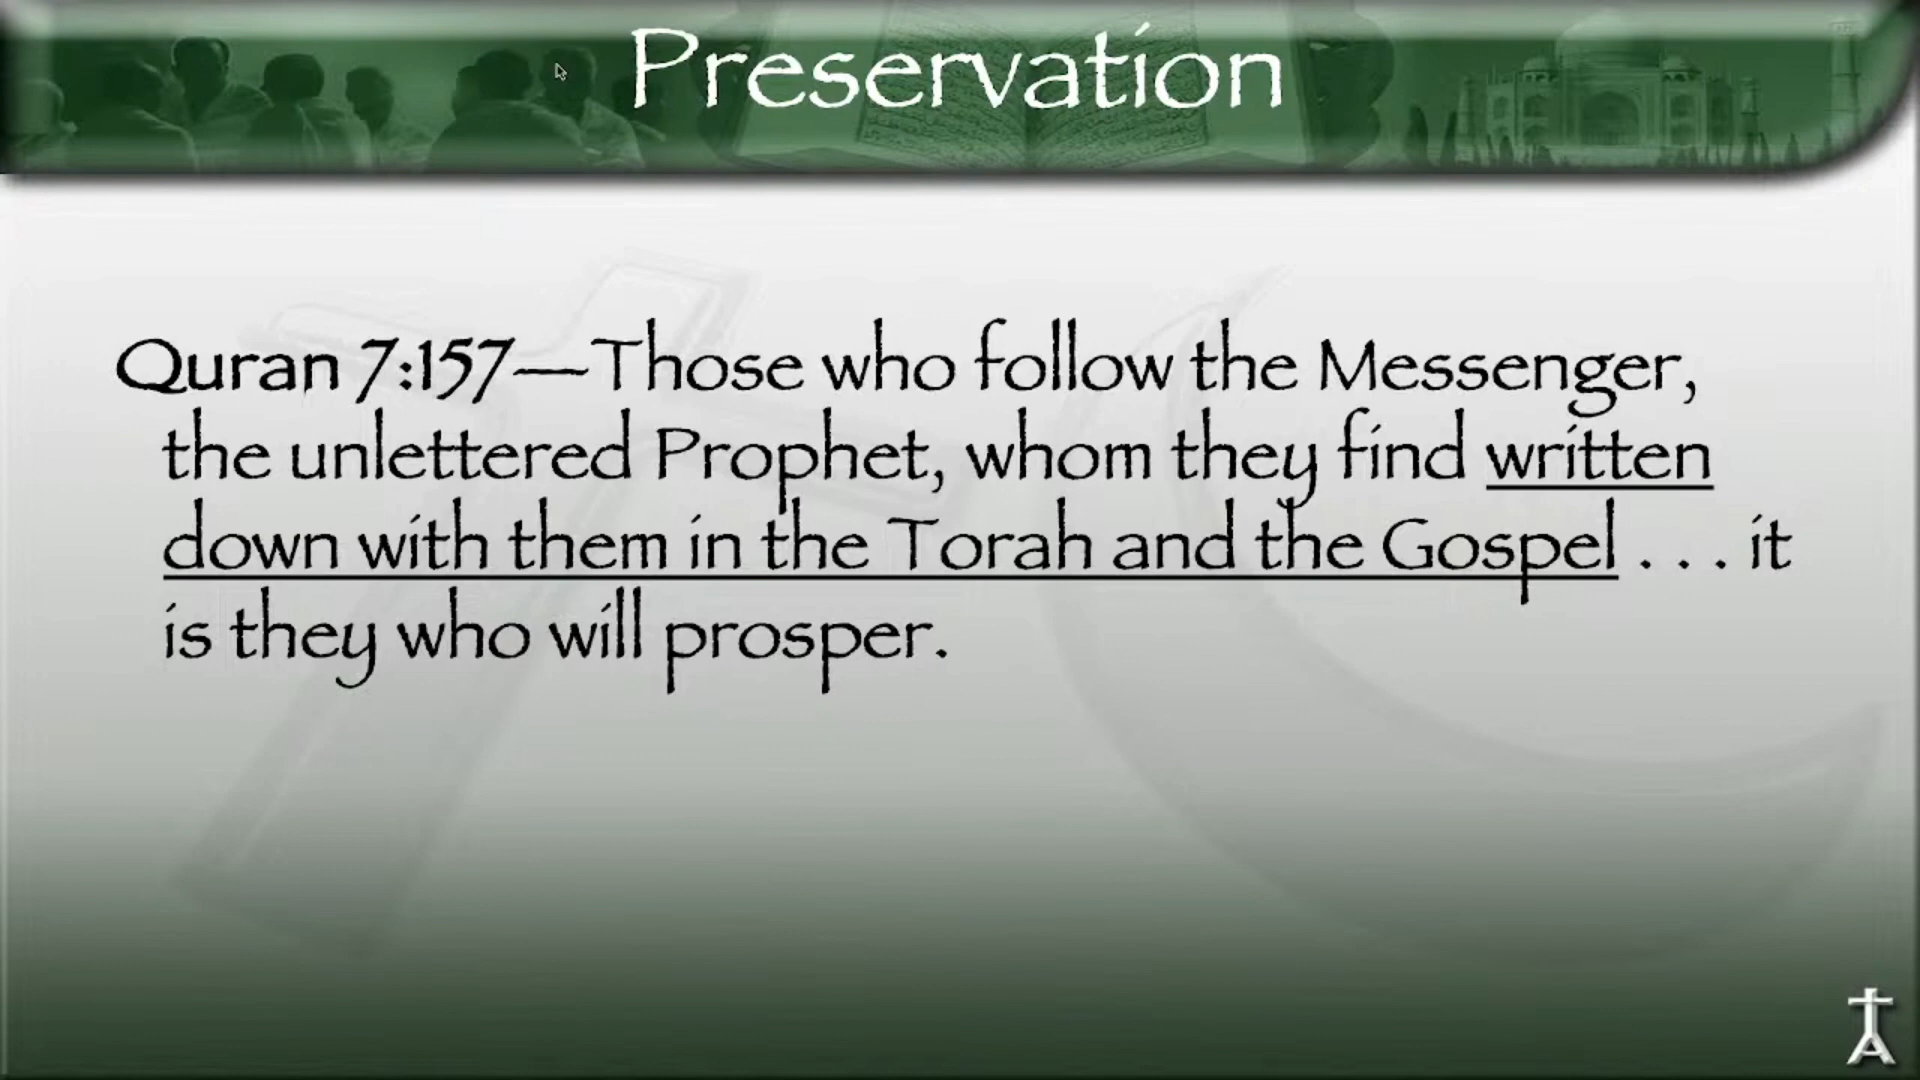 Preservation
Quran 7:157—Those who follow the Messenger,
the unlettered Prophet, whom they find written
down with them in the Torah and the Gospel . . . it
is they who will prosper.